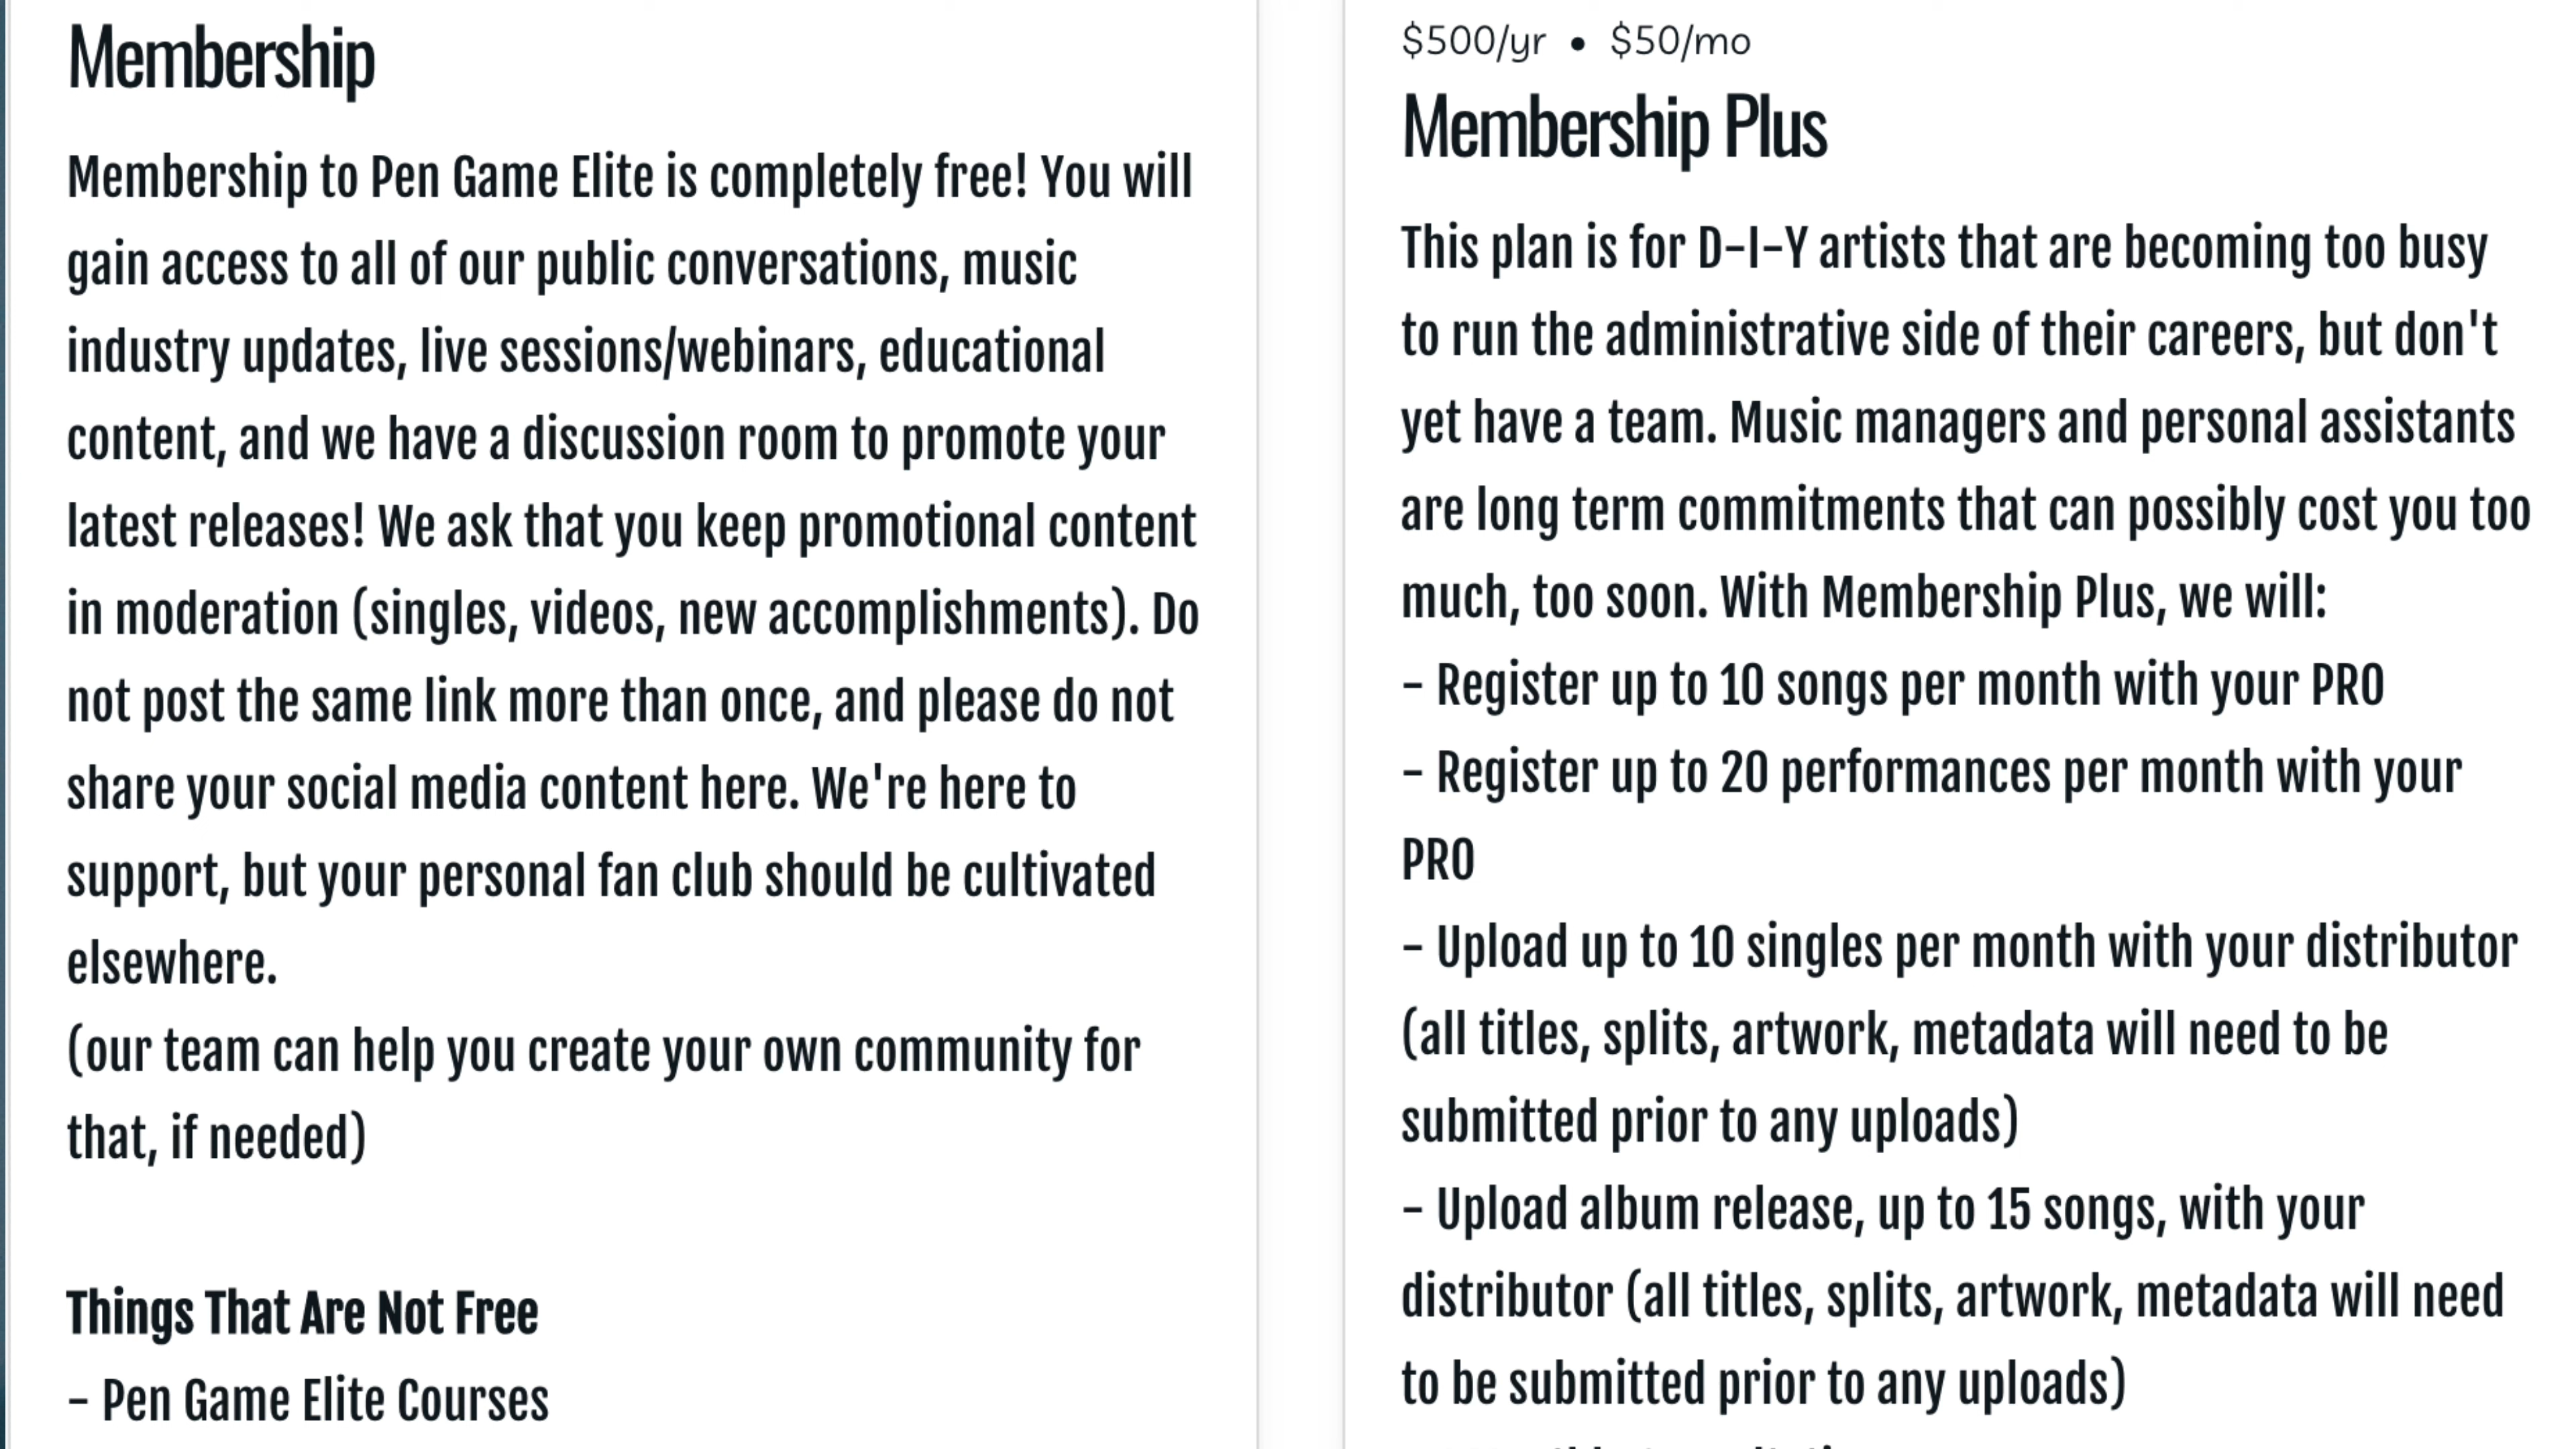 Membership
Membership to Pen Game Elite is completely free! You will
gain access to all of our public conversations, music
industry updates, live sessions/webinars, educational
content, and we have a discussion room to promote your
latest releases! We ask that you keep promotional content
in moderation (singles, videos, new accomplishments). Do
not post the same link more than once, and please do not
share your social media content here. We're here to
support, but your personal fan club should be cultivated
elsewhere.
(our team can help you create your own community for
that, if needed)
Things That Are Not Free
- Pen Game Elite Courses
$500/yr • $50/mo
Membership Plus
This plan is for D-I-Y artists that are becoming too busy
to run the administrative side of their careers, but don't
yet have a team. Music managers and personal assistants
are long term commitments that can possibly cost you too
much, too soon. With Membership Plus, we will:
- Register up to 10 songs per month with your PRO
- Register up to 20 performances per month with your
PRO
- Upload up to 10 singles per month with your distributor
(all titles, splits, artwork, metadata will need to be
submitted prior to any uploads)
- Upload album release, up to 15 songs, with your
distributor (all titles, splits, artwork, metadata will need
to be submitted prior to any uploads)